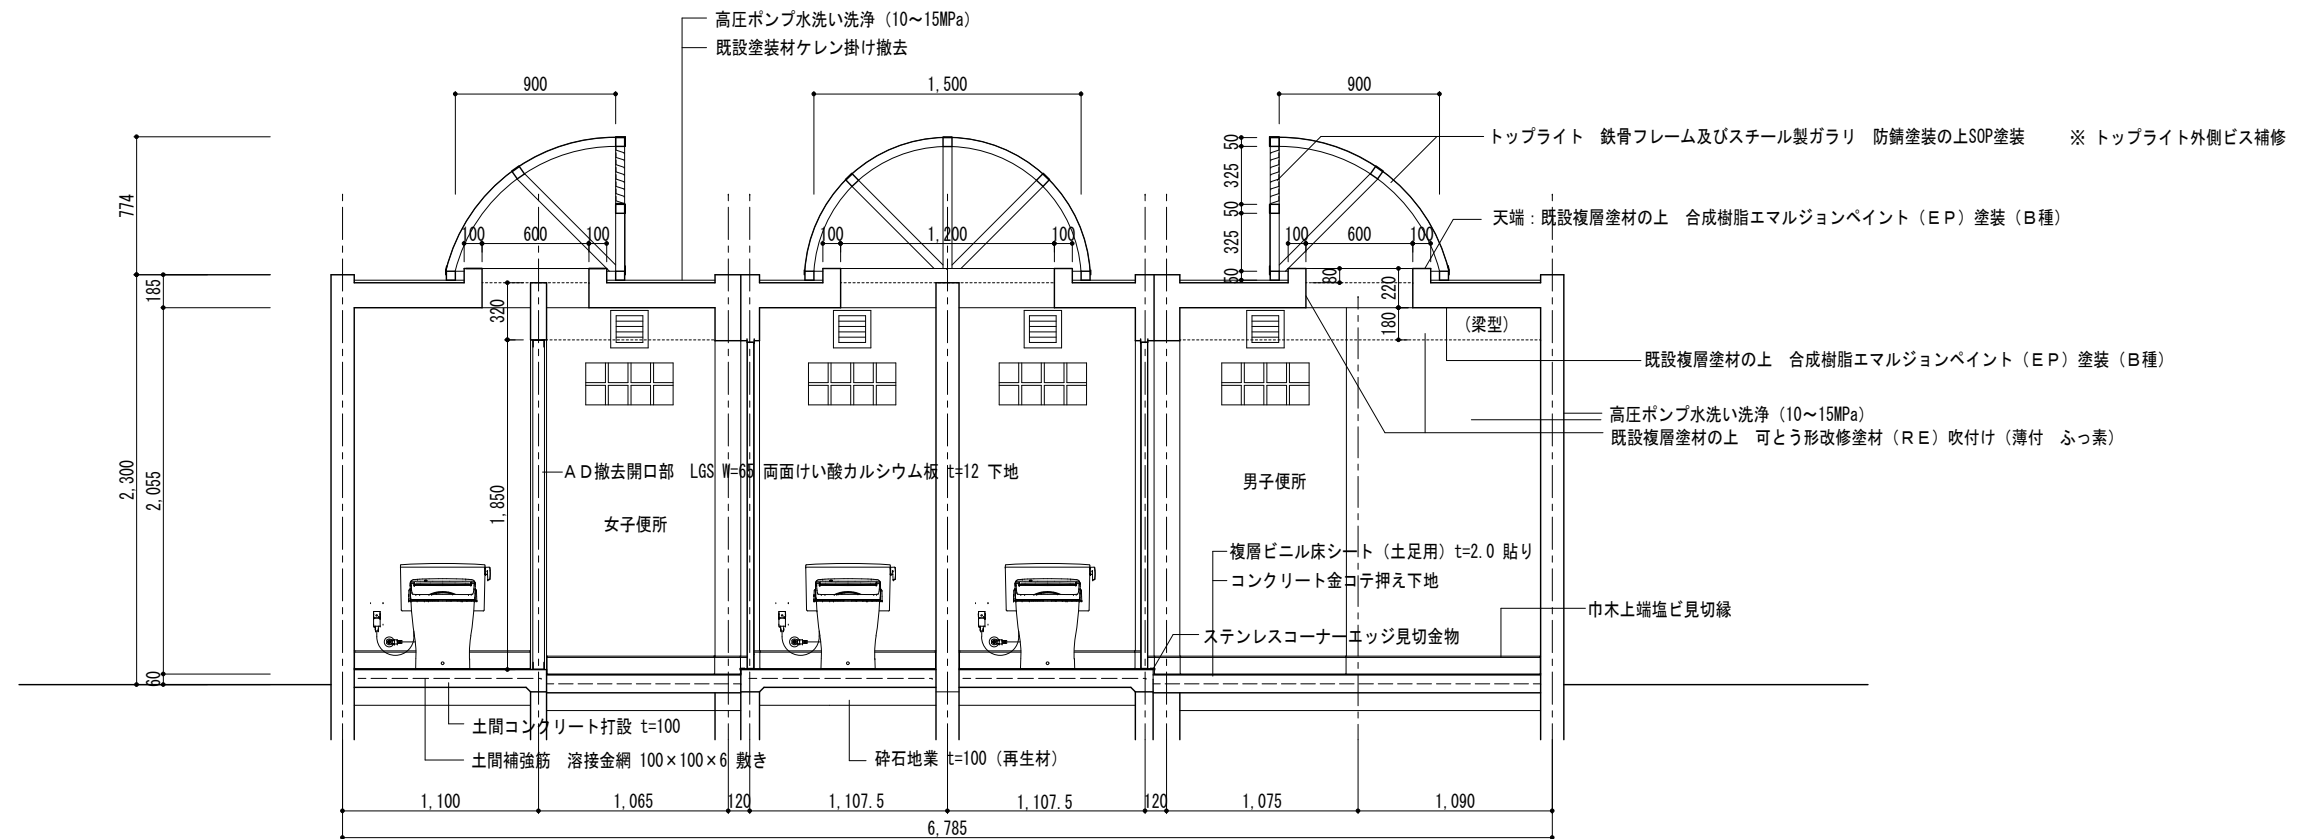 高圧ポンプ水洗い洗浄（10〜15MPa）
既設塗装材ケレン掛け撤去
900
1,500
900
トップライト　鉄骨フレーム及びスチール製ガラリ　防錆塗装の上SOP塗装　　※ トップライト外側ビス補修
774
50
325
50
325
50
天端：既設複層塗材の上　合成樹脂エマルジョンペイント（ＥＰ）塗装（Ｂ種）
100
600
100
100
1,200
100
100
600
100
185
320
80
220
180
（梁型）
既設複層塗材の上　合成樹脂エマルジョンペイント（ＥＰ）塗装（Ｂ種）
高圧ポンプ水洗い洗浄（10〜15MPa）
既設複層塗材の上　可とう形改修塗材（ＲＥ）吹付け（薄付　ふっ素）
2,300
2,055
1,850
ＡＤ撤去開口部　LGS W=65 両面けい酸カルシウム板 t=12 下地
男子便所
女子便所
複層ビニル床シート（土足用）t=2.0 貼り
コンクリート金コテ押え下地
巾木上端塩ビ見切縁
ステンレスコーナーエッジ見切金物
60
土間コンクリート打設 t=100
土間補強筋　溶接金網 100×100×6 敷き
砕石地業 t=100（再生材）
1,100
1,065
120
1,107.5
1,107.5
120
1,075
1,090
6,785